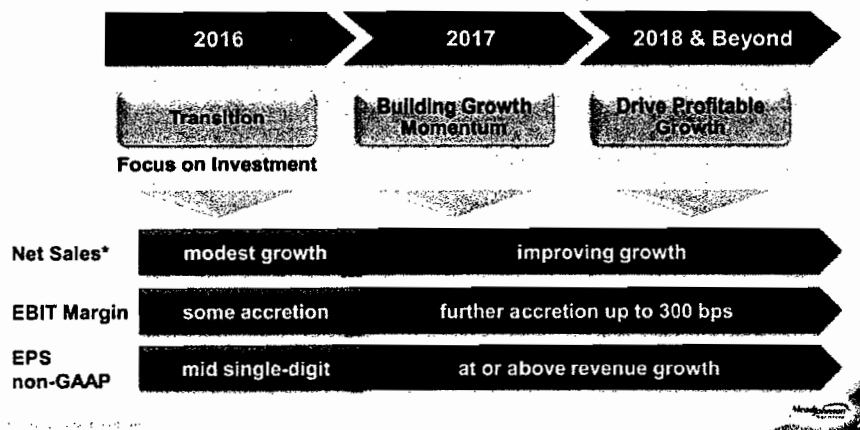 2016
2017
2018 & Beyond
Transition
Building Growth
Momentum
Drive Profitable
Growth
Focus on Investment
Net Sales*
modest growth
improving growth
EBIT Margin
some accretion
further accretion up to 300 bps
EPS
non-GAAP
mid single-digit
at or above revenue growth
MeadJohnson